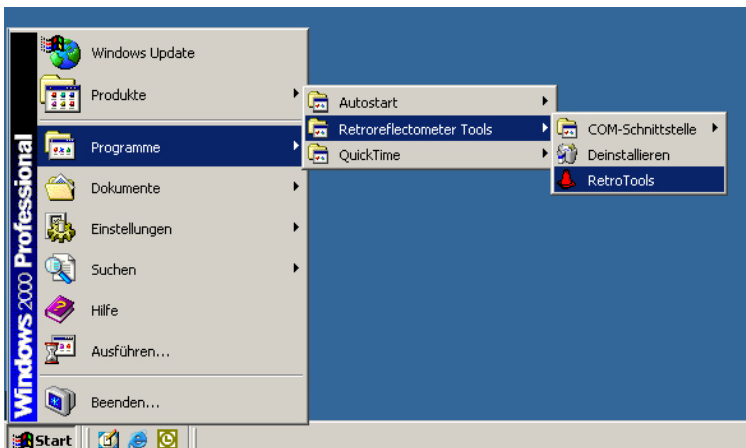 Windows 2000 Professional
Windows Update
Produkte
Programme
Dokumente
Einstellungen
Suchen
Hilfe
Ausführen...
Beenden...
Autostart
Retroreflectometer Tools
QuickTime
COM-Schnittstelle
Deinstallieren
RetroTools
Start